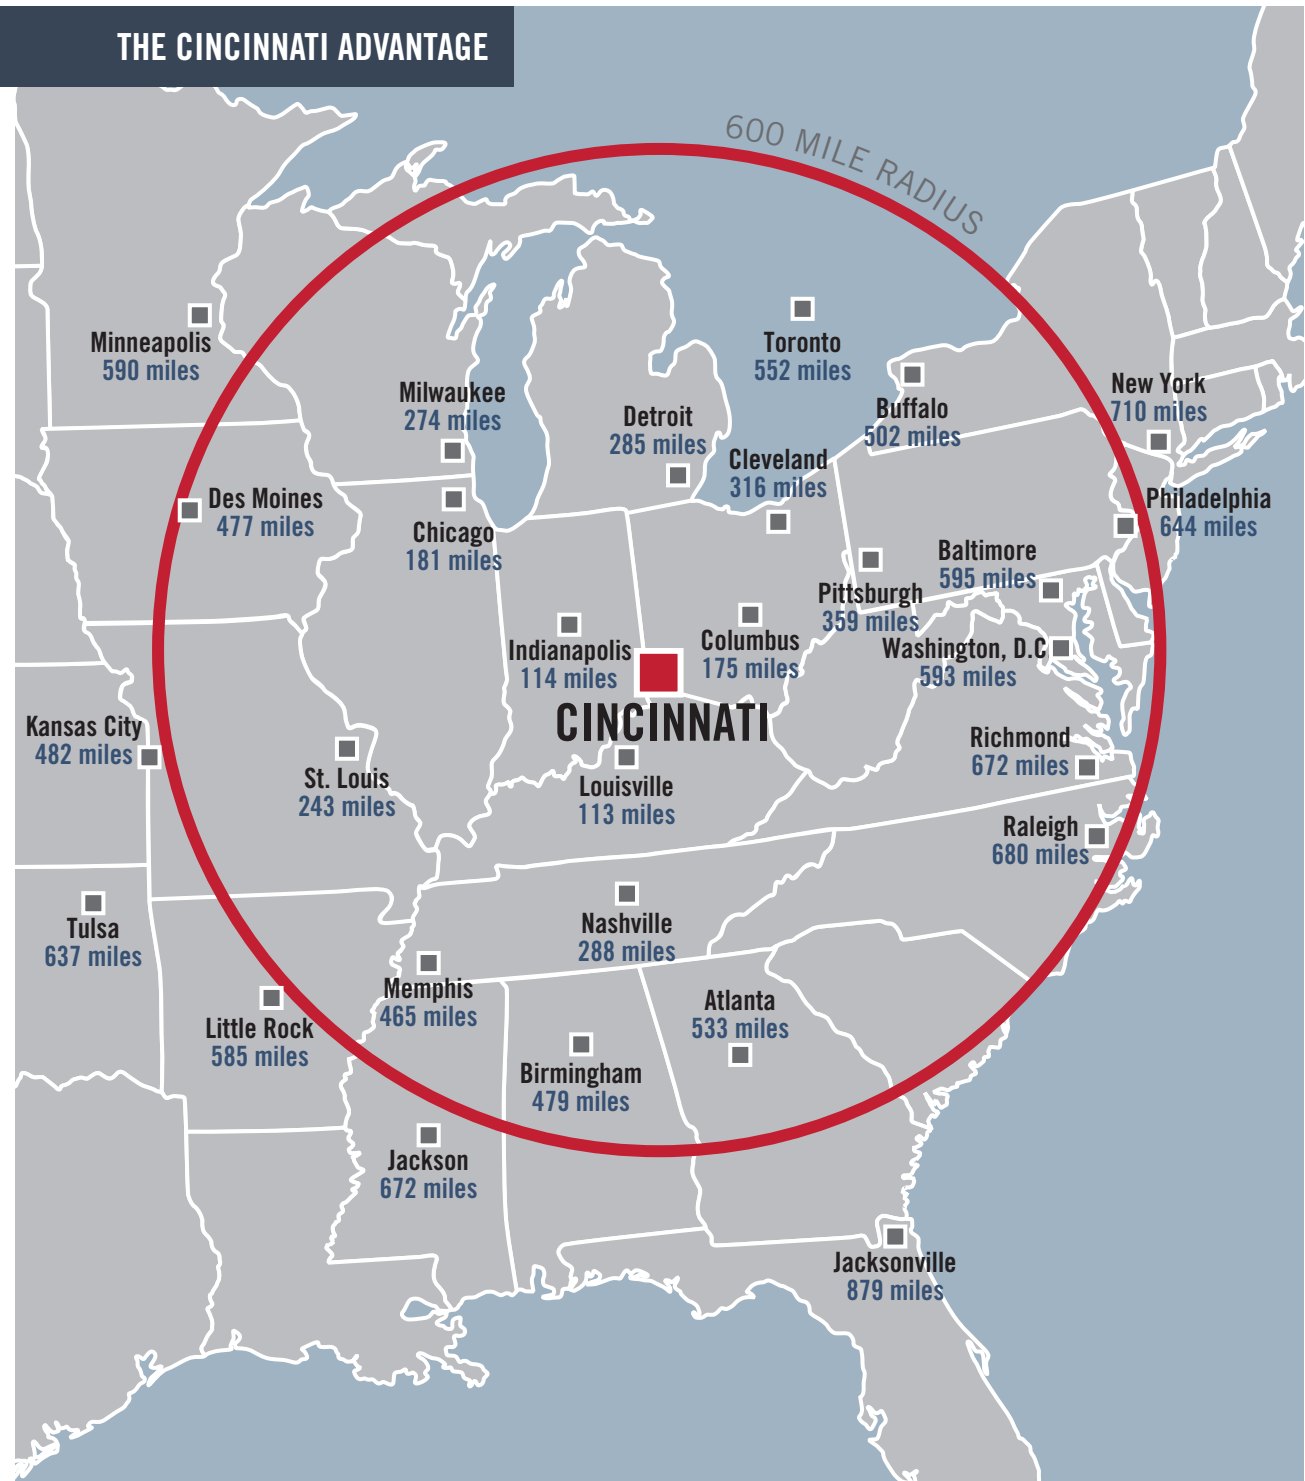 THE CINCINNATI ADVANTAGE
600 MILE RADIUS
Minneapolis
590 miles
Toronto
552 miles
Milwaukee
274 miles
Detroit
285 miles
Buffalo
502 miles
New York
710 miles
Cleveland
316 miles
Des Moines
477 miles
Chicago
181 miles
Philadelphia
644 miles
Baltimore
595 miles
Pittsburgh
359 miles
Indianapolis
114 miles
Columbus
175 miles
Washington, D.C
593 miles
CINCINNATI
Kansas City
482 miles
St. Louis
243 miles
Louisville
113 miles
Richmond
672 miles
Raleigh
680 miles
Tulsa
637 miles
Nashville
288 miles
Memphis
465 miles
Little Rock
585 miles
Atlanta
533 miles
Birmingham
479 miles
Jackson
672 miles
Jacksonville
879 miles